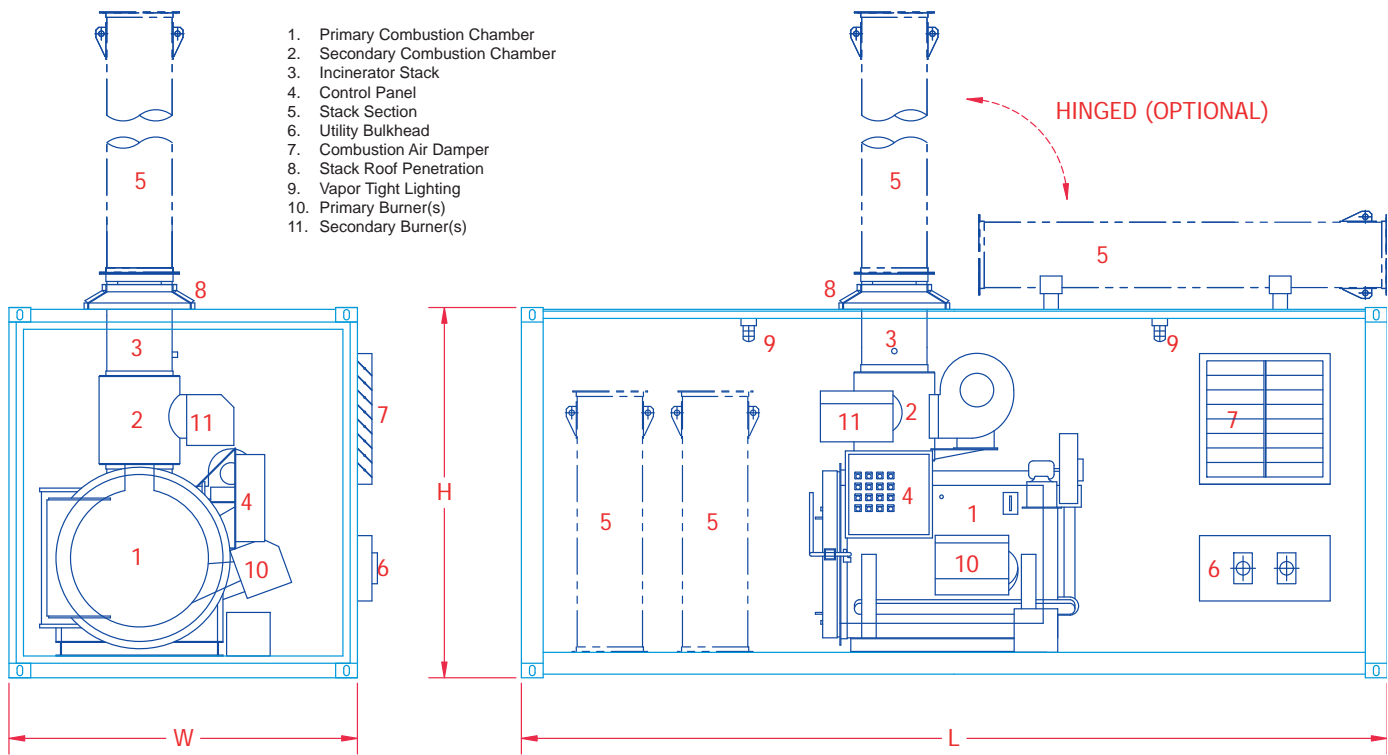 1. Primary Combustion Chamber
2. Secondary Combustion Chamber
3. Incinerator Stack
4. Control Panel
5. Stack Section
6. Utility Bulkhead
7. Combustion Air Damper
8. Stack Roof Penetration
9. Vapor Tight Lighting
10. Primary Burner(s)
11. Secondary Burner(s)
HINGED (OPTIONAL)
5
8
3
2
11
7
4
1
10
6
W
H
5
5
8
9
3
9
11
2
7
4
5
5
1
10
6
L